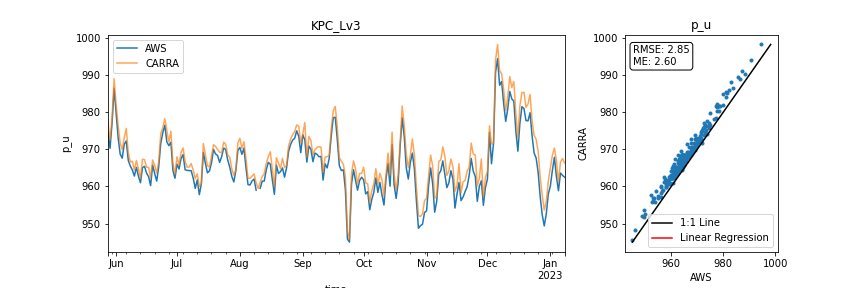 KPC_Lv3
p_u
1000
990
980
970
960
950
AWS
CARRA
p_u
Jun
Jul
Aug
Sep
Oct
Nov
Dec
Jan
2023
time
1000
990
980
970
960
950
RMSE: 2.85
ME: 2.60
CARRA
1:1 Line
Linear Regression
960
980
1000
AWS